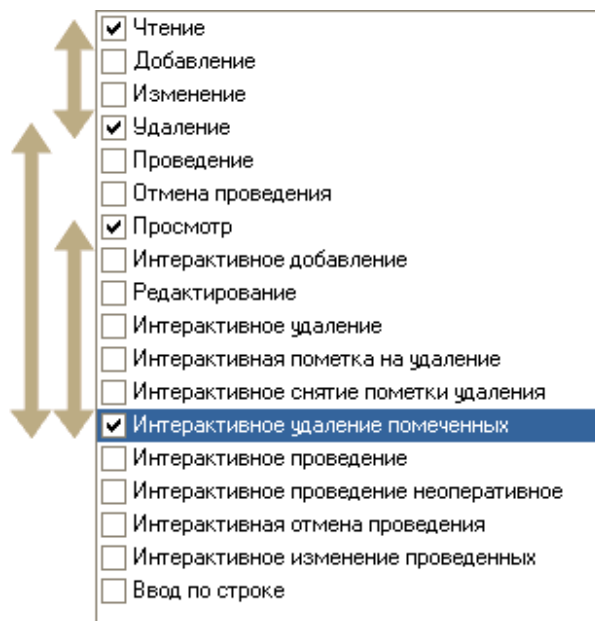 Чтение
Добавление
Изменение
Удаление
Проведение
Отмена проведения
Просмотр
Интерактивное добавление
Редактирование
Интерактивное удаление
Интерактивная пометка на удаление
Интерактивное снятие пометки удаления
Интерактивное удаление помеченных
Интерактивное проведение
Интерактивное проведение неоперативное
Интерактивная отмена проведения
Интерактивное изменение проведенных
Ввод по строке